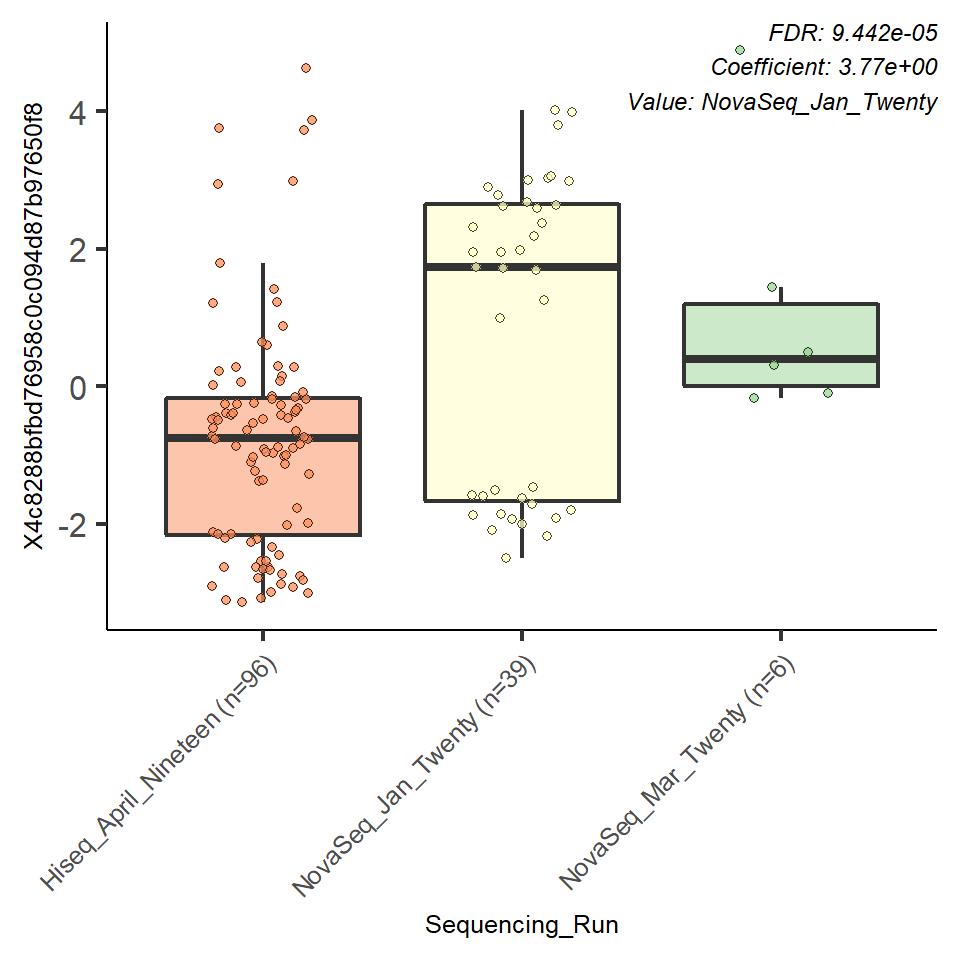 FDR: 9.442e-05
Coefficient: 3.77e+00
Value: NovaSeq_Jan_Twenty
X4c8288bfbd76958c0c094d87b97650f8
4
2
0
-2
Hiseq_April_Nineteen (n=96)
NovaSeq_Jan_Twenty (n=39)
NovaSeq_Mar_Twenty (n=6)
Sequencing_Run